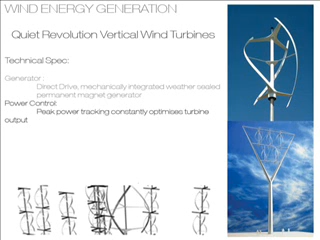 WIND ENERGY GENERATION
Quiet Revolution Vertical Wind Turbines
Technical Spec:
Generator :
Direct Drive, mechanically integrated weather sealed
permanent magnet generator
Power Control:
Peak power tracking constantly optimises turbine
output